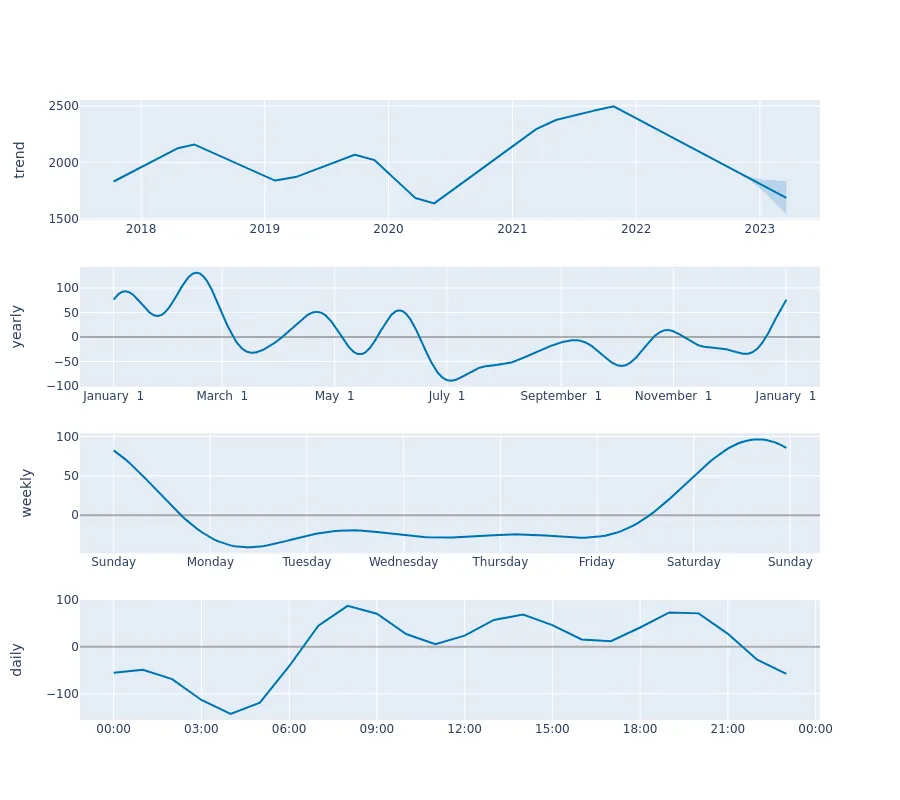 trend
2500
2000
1500
2018 2019 2020 2021 2022 2023
yearly
100
50
0
−50
−100
January 1 March 1 May 1 July 1 September 1 November 1 January 1
weekly
100
50
0
Sunday Monday Tuesday Wednesday Thursday Friday Saturday Sunday
daily
100
0
−100
00:00 03:00 06:00 09:00 12:00 15:00 18:00 21:00 00:00